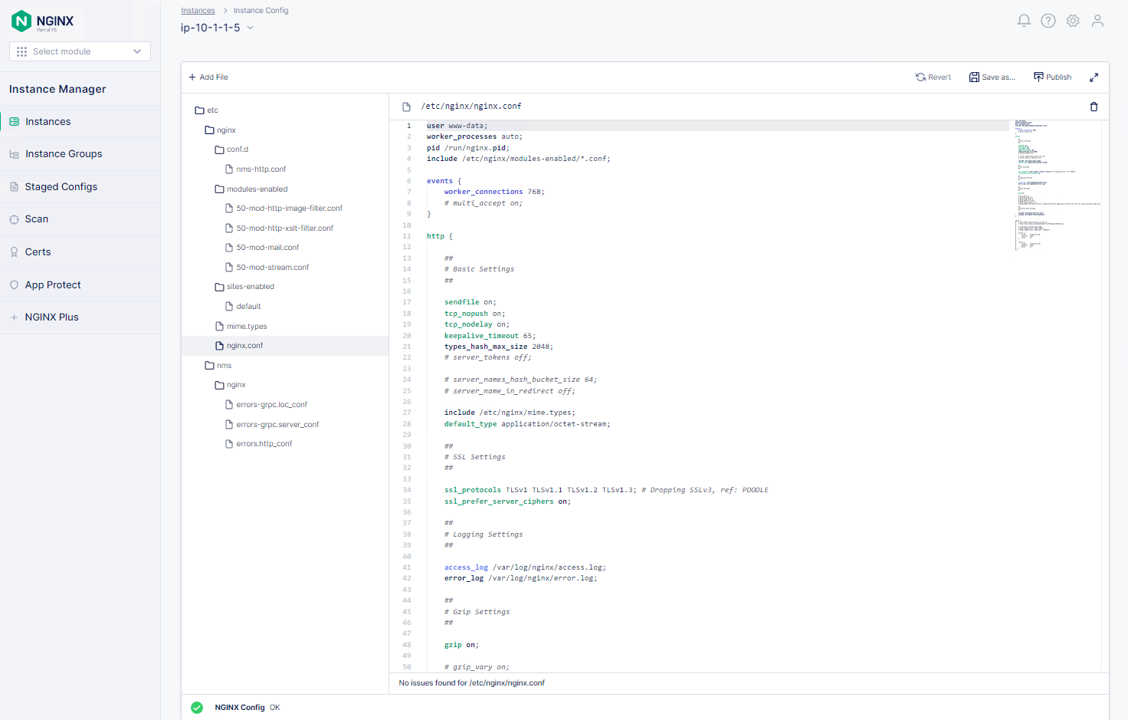 NGINX
Part of F5
Select module
Instance Manager
Instances
Instance Groups
Staged Configs
Scan
Certs
App Protect
NGINX Plus
Instances > Instance Config
ip-10-1-1-5
+ Add File
Revert
Save as...
Publish
etc
nginx
conf.d
nms-http.conf
modules-enabled
50-mod-http-image-filter.conf
50-mod-http-xslt-filter.conf
50-mod-mail.conf
50-mod-stream.conf
sites-enabled
default
mime.types
nginx.conf
nms
nginx
errors-grpc.loc_conf
errors-grpc.server_conf
errors.http_conf
/etc/nginx/nginx.conf
1 user www-data;
2 worker_processes auto;
3 pid /run/nginx.pid;
4 include /etc/nginx/modules-enabled/*.conf;
5
6 events {
7     worker_connections 768;
8     # multi_accept on;
9 }
10
11 http {
12
13     ##
14     # Basic Settings
15     ##
16
17     sendfile on;
18     tcp_nopush on;
19     tcp_nodelay on;
20     keepalive_timeout 65;
21     types_hash_max_size 2048;
22     # server_tokens off;
23
24     # server_names_hash_bucket_size 64;
25     # server_name_in_redirect off;
26
27     include /etc/nginx/mime.types;
28     default_type application/octet-stream;
29
30     ##
31     # SSL Settings
32     ##
33
34     ssl_protocols TLSv1 TLSv1.1 TLSv1.2 TLSv1.3; # Dropping SSLv3, ref: POODLE
35     ssl_prefer_server_ciphers on;
36
37     ##
38     # Logging Settings
39     ##
40
41     access_log /var/log/nginx/access.log;
42     error_log /var/log/nginx/error.log;
43
44     ##
45     # Gzip Settings
46     ##
47
48     gzip on;
49
50     # gzip_vary on;
No issues found for /etc/nginx/nginx.conf
NGINX Config OK